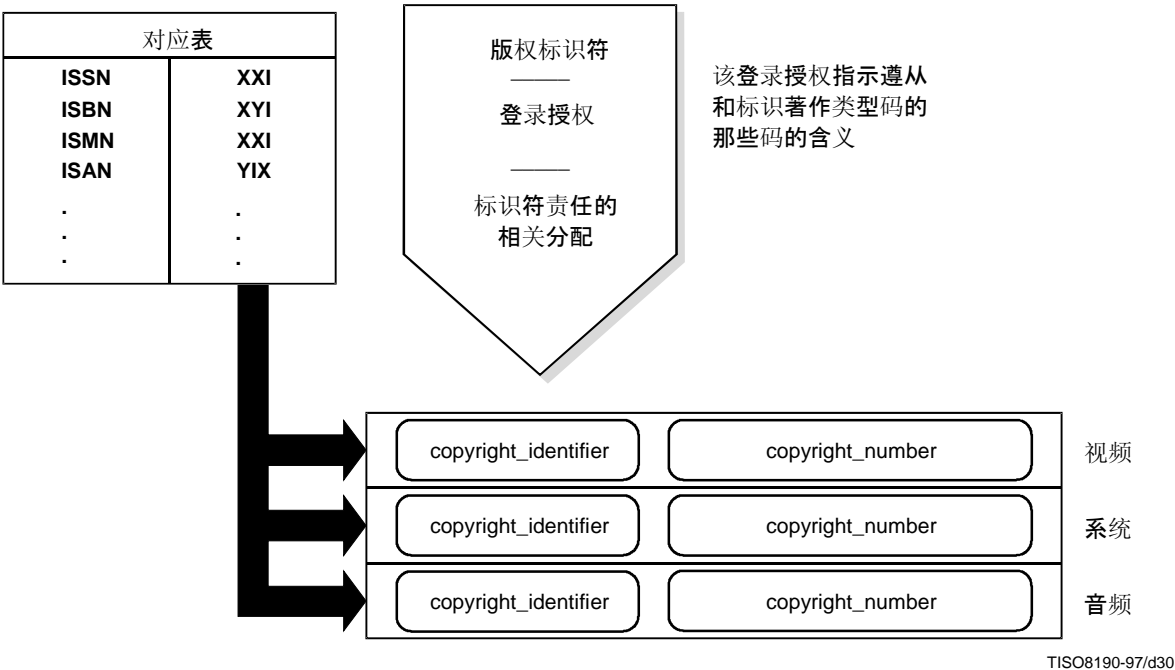 对应表
ISSN XXI
ISBN XYI
ISMN XXI
ISAN YIX
. .
. .
. .
版权标识符
登录授权
标识符责任的
相关分配
该登录授权指示遵从
和标识著作类型码的
那些码的含义
copyright_identifier copyright_number 视频
copyright_identifier copyright_number 系统
copyright_identifier copyright_number 音频
TISO8190-97/d30